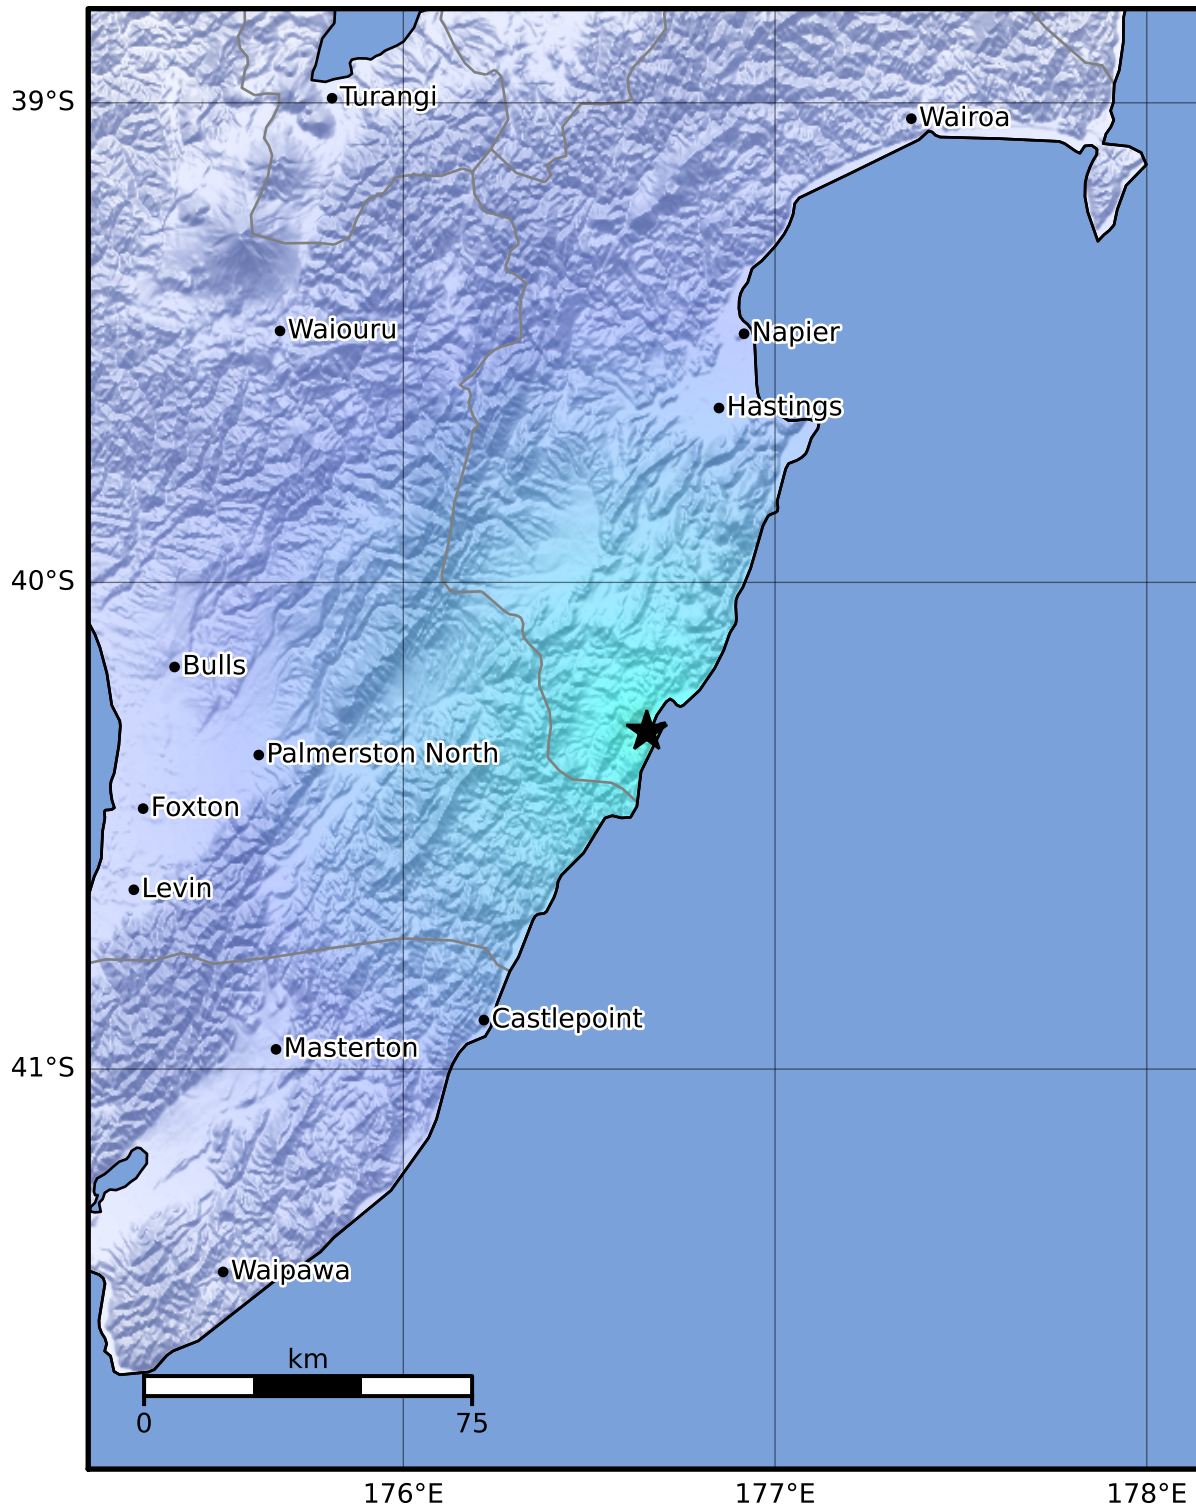 39°S
Turangi
Wairoa
Waiouru
Napier
Hastings
40°S
Bulls
Palmerston North
Foxton
Levin
Castlepoint
Masterton
41°S
Waipawa
km
0 75
176°E 177°E 178°E